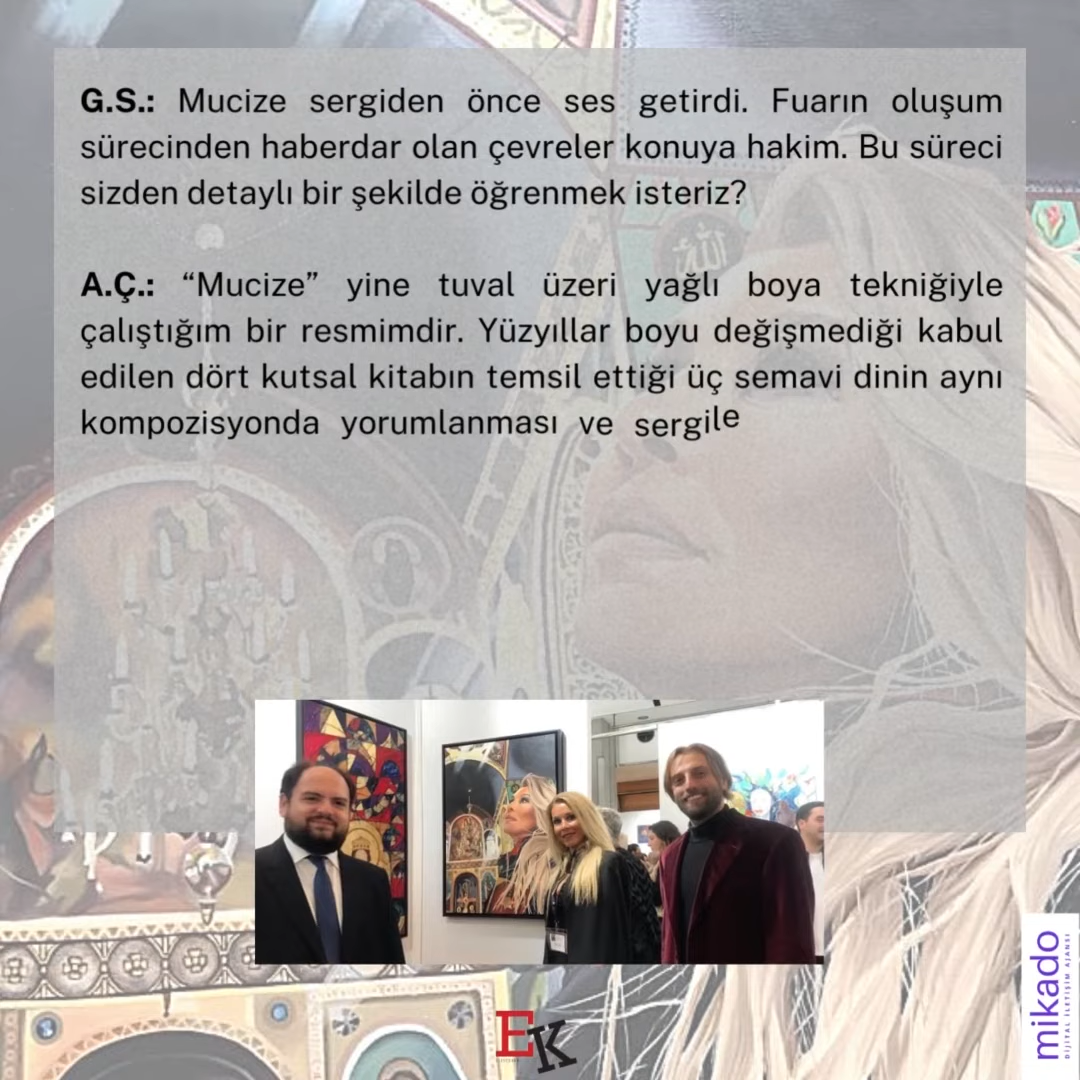 G.S.: Mucize sergiden önce ses getirdi. Fuarın oluşum
sürecinden haberdar olan çevreler konuya hakim. Bu süreci
sizden detaylı bir şekilde öğrenmek isteriz?
A.Ç.: “Mucize” yine tuval üzeri yağlı boya tekniğiyle
çalıştığım bir resmimdir. Yüzyıllar boyu değişmediği kabul
edilen dört kutsal kitabın temsil ettiği üç semavi dinin aynı
kompozisyonda yorumlanması ve sergile
الله
EK
mikado
DİJİTAL İLETİŞİM AJANSI